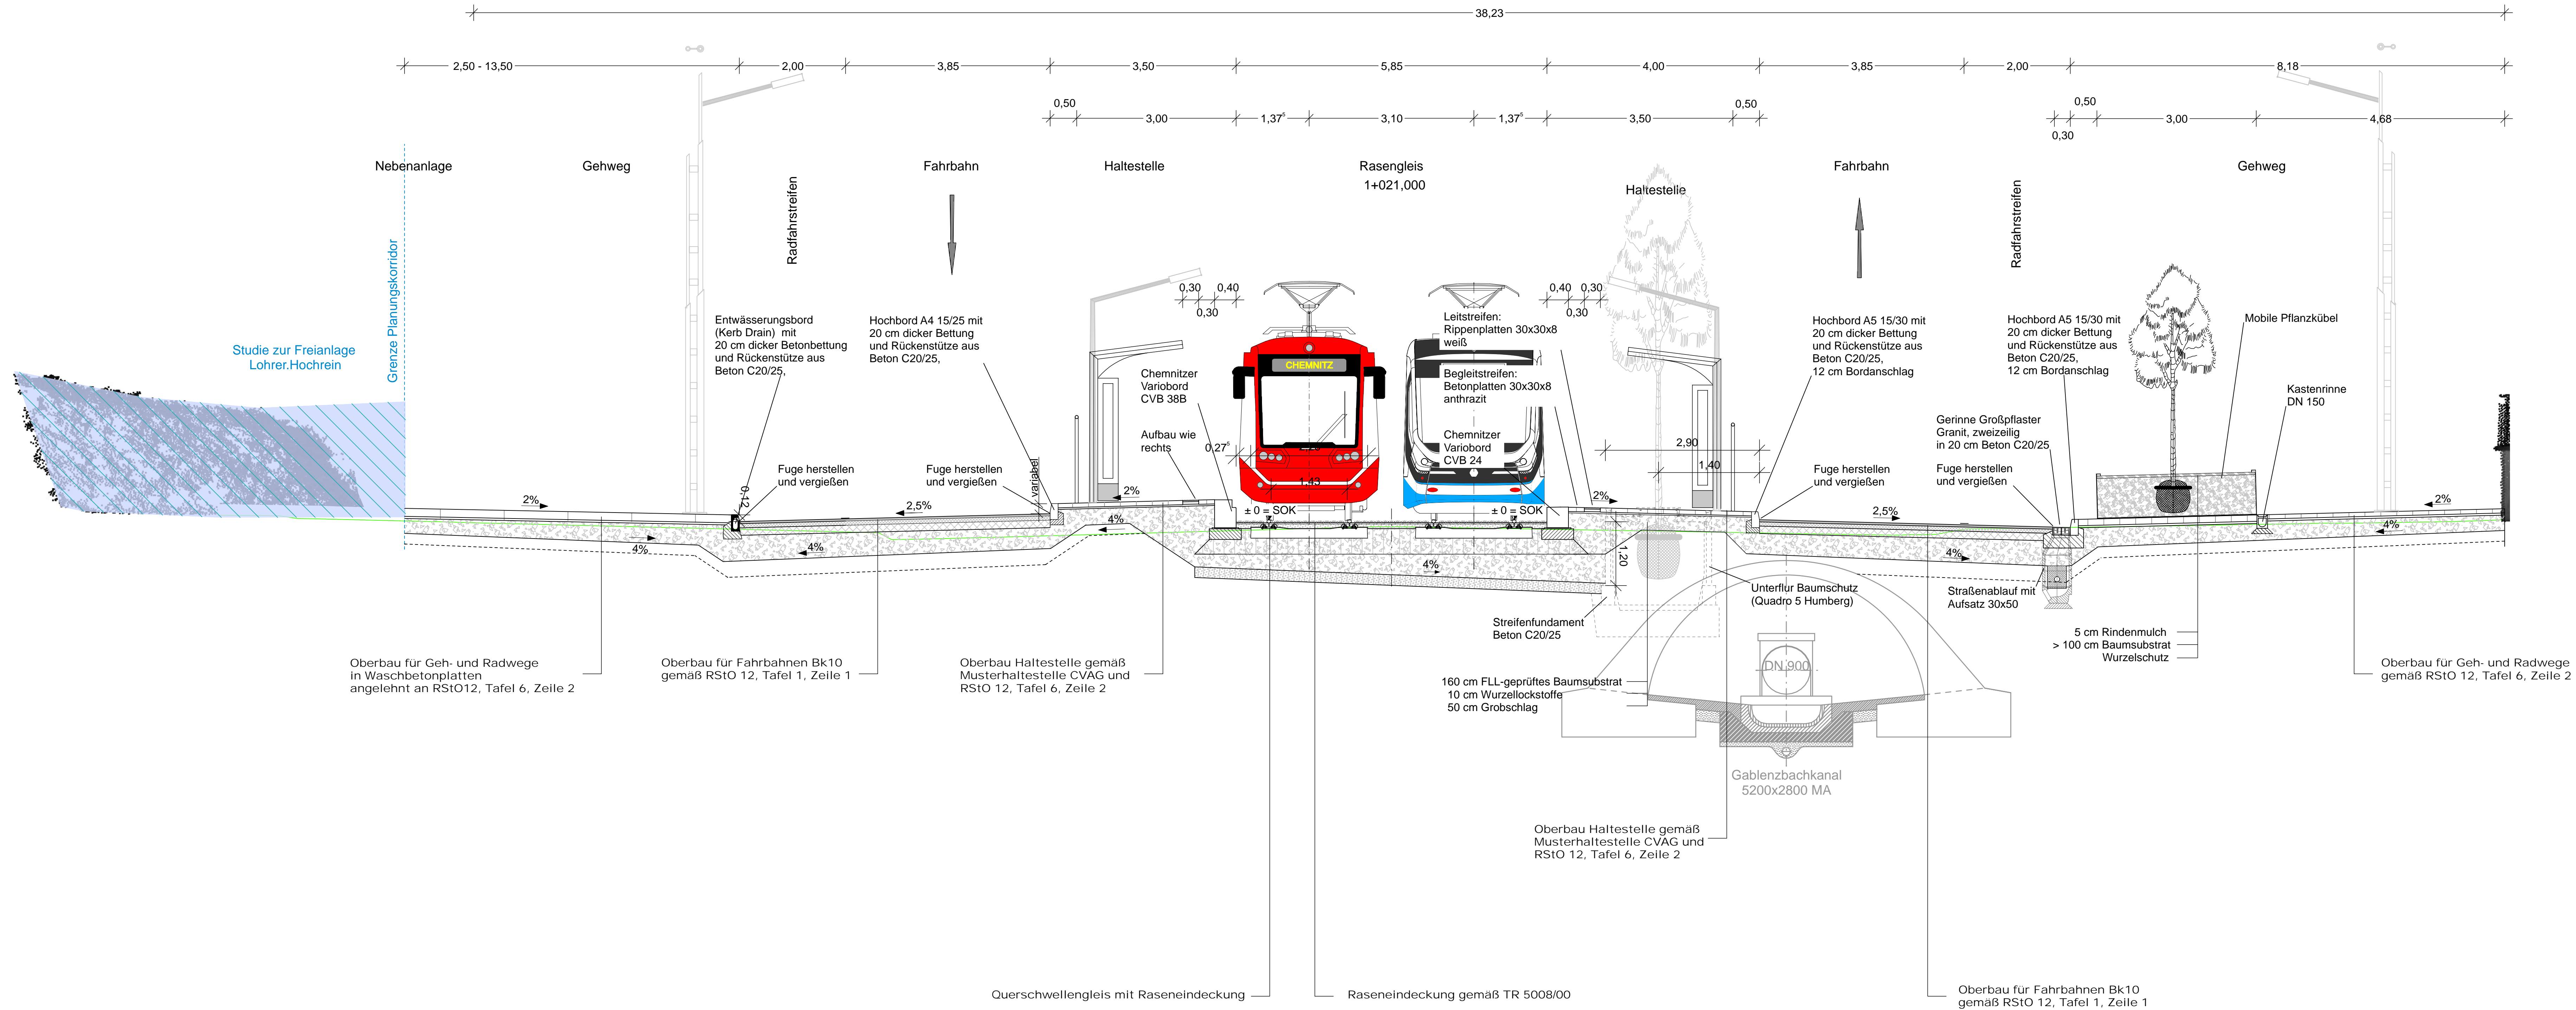 38,23
2,50 - 13,50
2,00
3,85
3,50
5,85
4,00
3,85
2,00
8,18
0,50
3,00
1,37⁵
3,10
1,37⁵
3,50
0,50
0,30
0,50
3,00
4,68
Nebenanlage
Gehweg
Radfahrstreifen
Fahrbahn
Haltestelle
Rasengleis
1+021,000
Haltestelle
Fahrbahn
Radfahrstreifen
Gehweg
Grenze Planungskorridor
Studie zur Freianlage
Lohrer.Hochrein
Entwässerungsbord
(Kerb Drain) mit
20 cm dicker Betonbettung
und Rückenstütze aus
Beton C20/25,
Hochbord A4 15/25 mit
20 cm dicker Bettung
und Rückenstütze aus
Beton C20/25,
0,30
0,40
0,30
Chemnitzer
Variobord
CVB 38B
Aufbau wie
rechts
0,27⁵
CHEMNITZ
1,43
Leitstreifen:
Rippenplatten 30x30x8
weiß
Begleitstreifen:
Betonplatten 30x30x8
anthrazit
Chemnitzer
Variobord
CVB 24
0,40
0,30
0,30
2,90
1,40
Hochbord A5 15/30 mit
20 cm dicker Bettung
und Rückenstütze aus
Beton C20/25,
12 cm Bordanschlag
Hochbord A5 15/30 mit
20 cm dicker Bettung
und Rückenstütze aus
Beton C20/25,
12 cm Bordanschlag
Mobile Pflanzkübel
Kastenrinne
DN 150
Gerinne Großpflaster
Granit, zweizeilig
in 20 cm Beton C20/25
Fuge herstellen
und vergießen
Fuge herstellen
und vergießen
Fuge herstellen
und vergießen
Fuge herstellen
und vergießen
0,12
variabel
2%
2,5%
2%
± 0 = SOK
± 0 = SOK
2%
2,5%
2%
4%
4%
4%
4%
4%
4%
1,20
Unterflur Baumschutz
(Quadro 5 Humberg)
Straßenablauf mit
Aufsatz 30x50
Streifenfundament
Beton C20/25
5 cm Rindenmulch
> 100 cm Baumsubstrat
Wurzelschutz
Oberbau für Geh- und Radwege
in Waschbetonplatten
angelehnt an RStO12, Tafel 6, Zeile 2
Oberbau für Fahrbahnen Bk10
gemäß RStO 12, Tafel 1, Zeile 1
Oberbau Haltestelle gemäß
Musterhaltestelle CVAG und
RStO 12, Tafel 6, Zeile 2
160 cm FLL-geprüftes Baumsubstrat
10 cm Wurzellockstoffe
50 cm Grobschlag
DN 900
Oberbau für Geh- und Radwege
gemäß RStO 12, Tafel 6, Zeile 2
Gablenzbachkanal
5200x2800 MA
Oberbau Haltestelle gemäß
Musterhaltestelle CVAG und
RStO 12, Tafel 6, Zeile 2
Querschwellengleis mit Raseneindeckung
Raseneindeckung gemäß TR 5008/00
Oberbau für Fahrbahnen Bk10
gemäß RStO 12, Tafel 1, Zeile 1